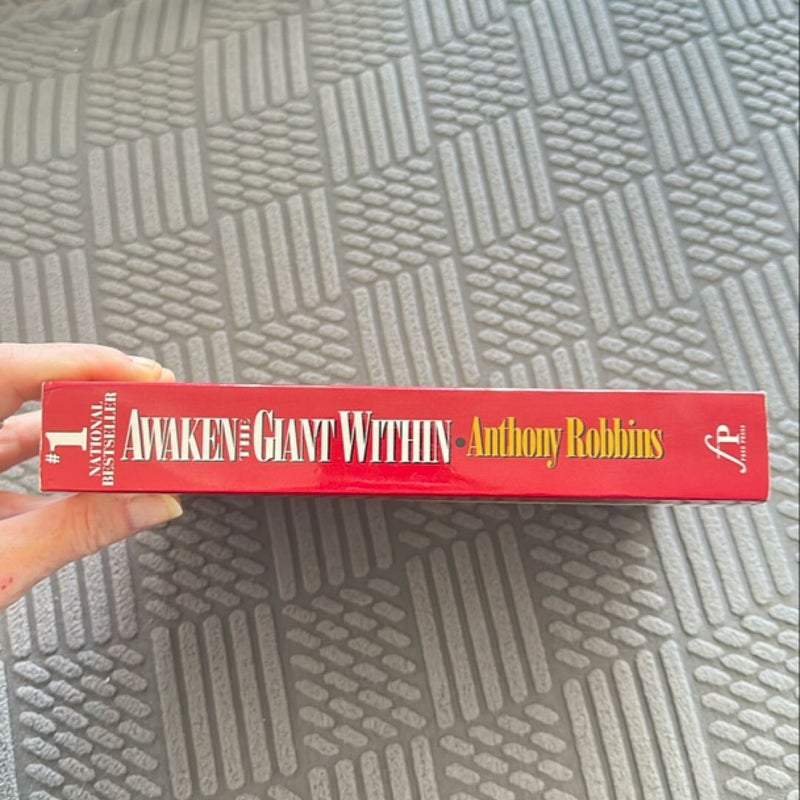 #1
NATIONAL
BESTSELLER
AWAKEN THE GIANT WITHIN • Anthony Robbins
fP
FREE PRESS